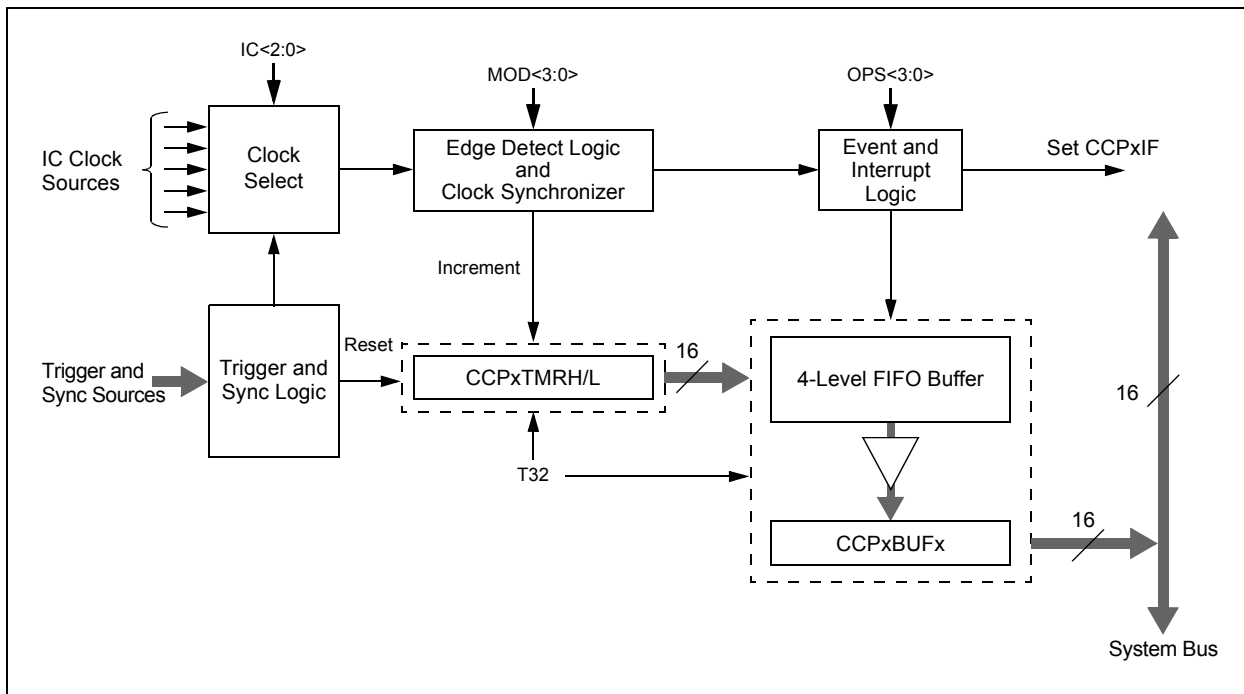 IC<2:0>
MOD<3:0>
OPS<3:0>
IC Clock
Sources
Clock
Select
Edge Detect Logic
and
Clock Synchronizer
Event and
Interrupt
Logic
Set CCPxIF
Increment
Reset
Trigger and
Sync Sources
Trigger and
Sync Logic
CCPxTMRH/L
16
4-Level FIFO Buffer
16
T32
CCPxBUFx
16
System Bus